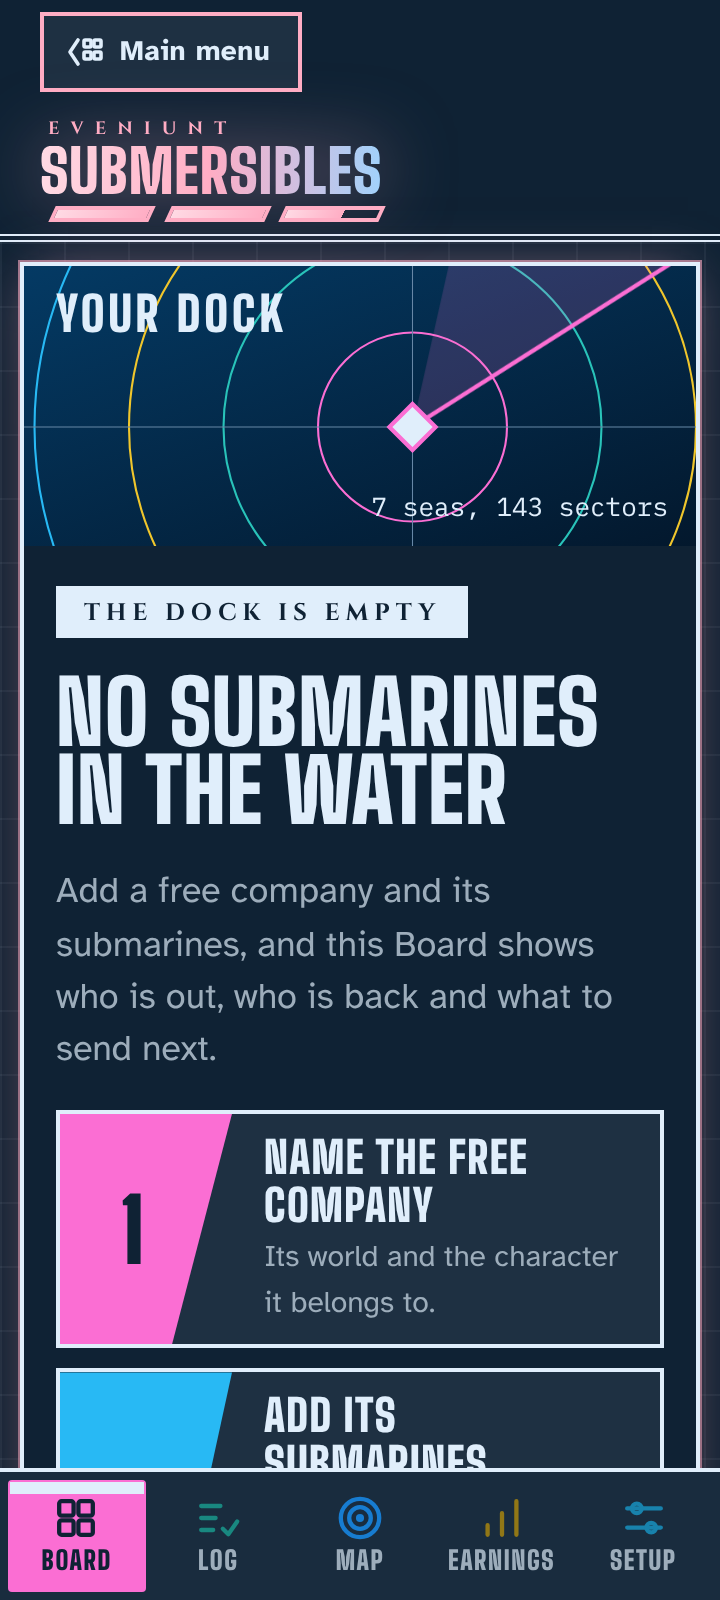 Main menu
EVENIUNT
SUBMERSIBLES
YOUR DOCK
7 seas, 143 sectors
THE DOCK IS EMPTY
NO SUBMARINES
IN THE WATER
Add a free company and its
submarines, and this Board shows
who is out, who is back and what to
send next.
1
NAME THE FREE
COMPANY
Its world and the character
it belongs to.
ADD ITS
SUBMARINES
BOARD
LOG
MAP
EARNINGS
SETUP